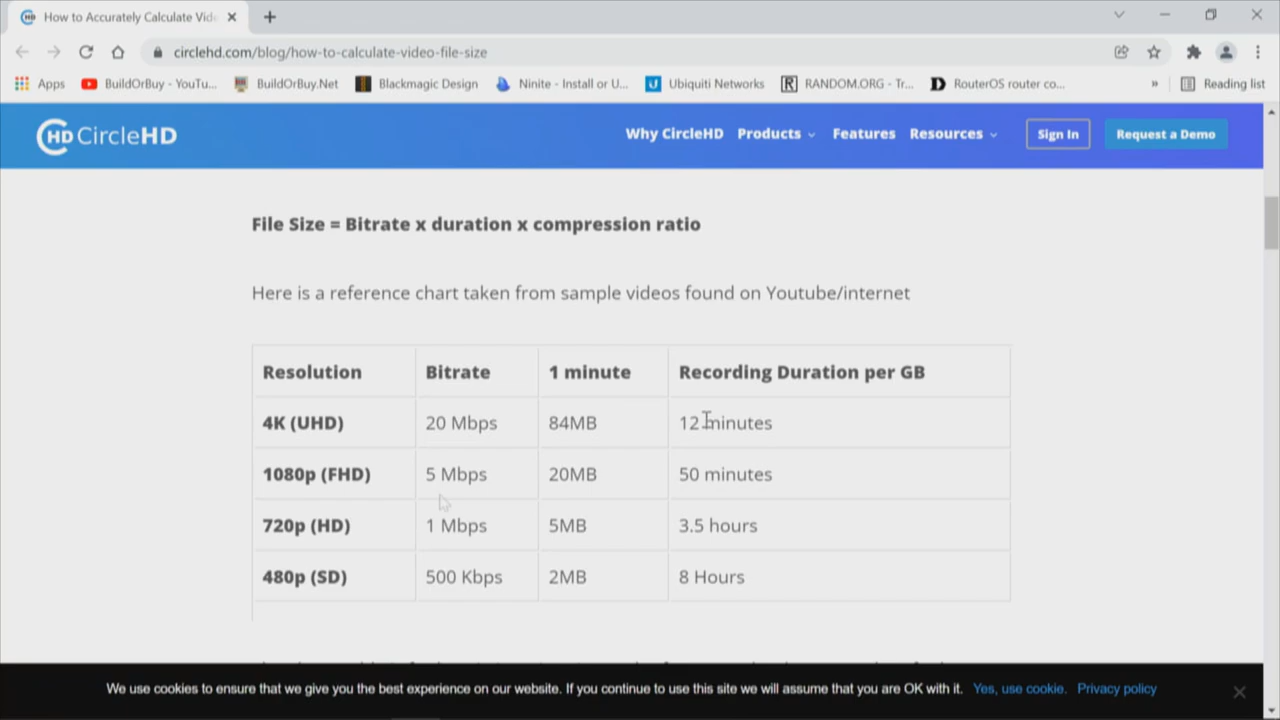 How to Accurately Calculate Vid
circlehd.com/blog/how-to-calculate-video-file-size
Apps BuildOrBuy - YouTu... BuildOrBuy.Net Blackmagic Design Ninite - Install or U... Ubiquiti Networks RANDOM.ORG - Tr... RouterOS router co... » Reading list
HD CircleHD Why CircleHD Products Features Resources Sign In Request a Demo
File Size = Bitrate x duration x compression ratio
Here is a reference chart taken from sample videos found on Youtube/internet
Resolution Bitrate 1 minute Recording Duration per GB
4K (UHD) 20 Mbps 84MB 12 minutes
1080p (FHD) 5 Mbps 20MB 50 minutes
720p (HD) 1 Mbps 5MB 3.5 hours
480p (SD) 500 Kbps 2MB 8 Hours
We use cookies to ensure that we give you the best experience on our website. If you continue to use this site we will assume that you are OK with it. Yes, use cookie. Privacy policy